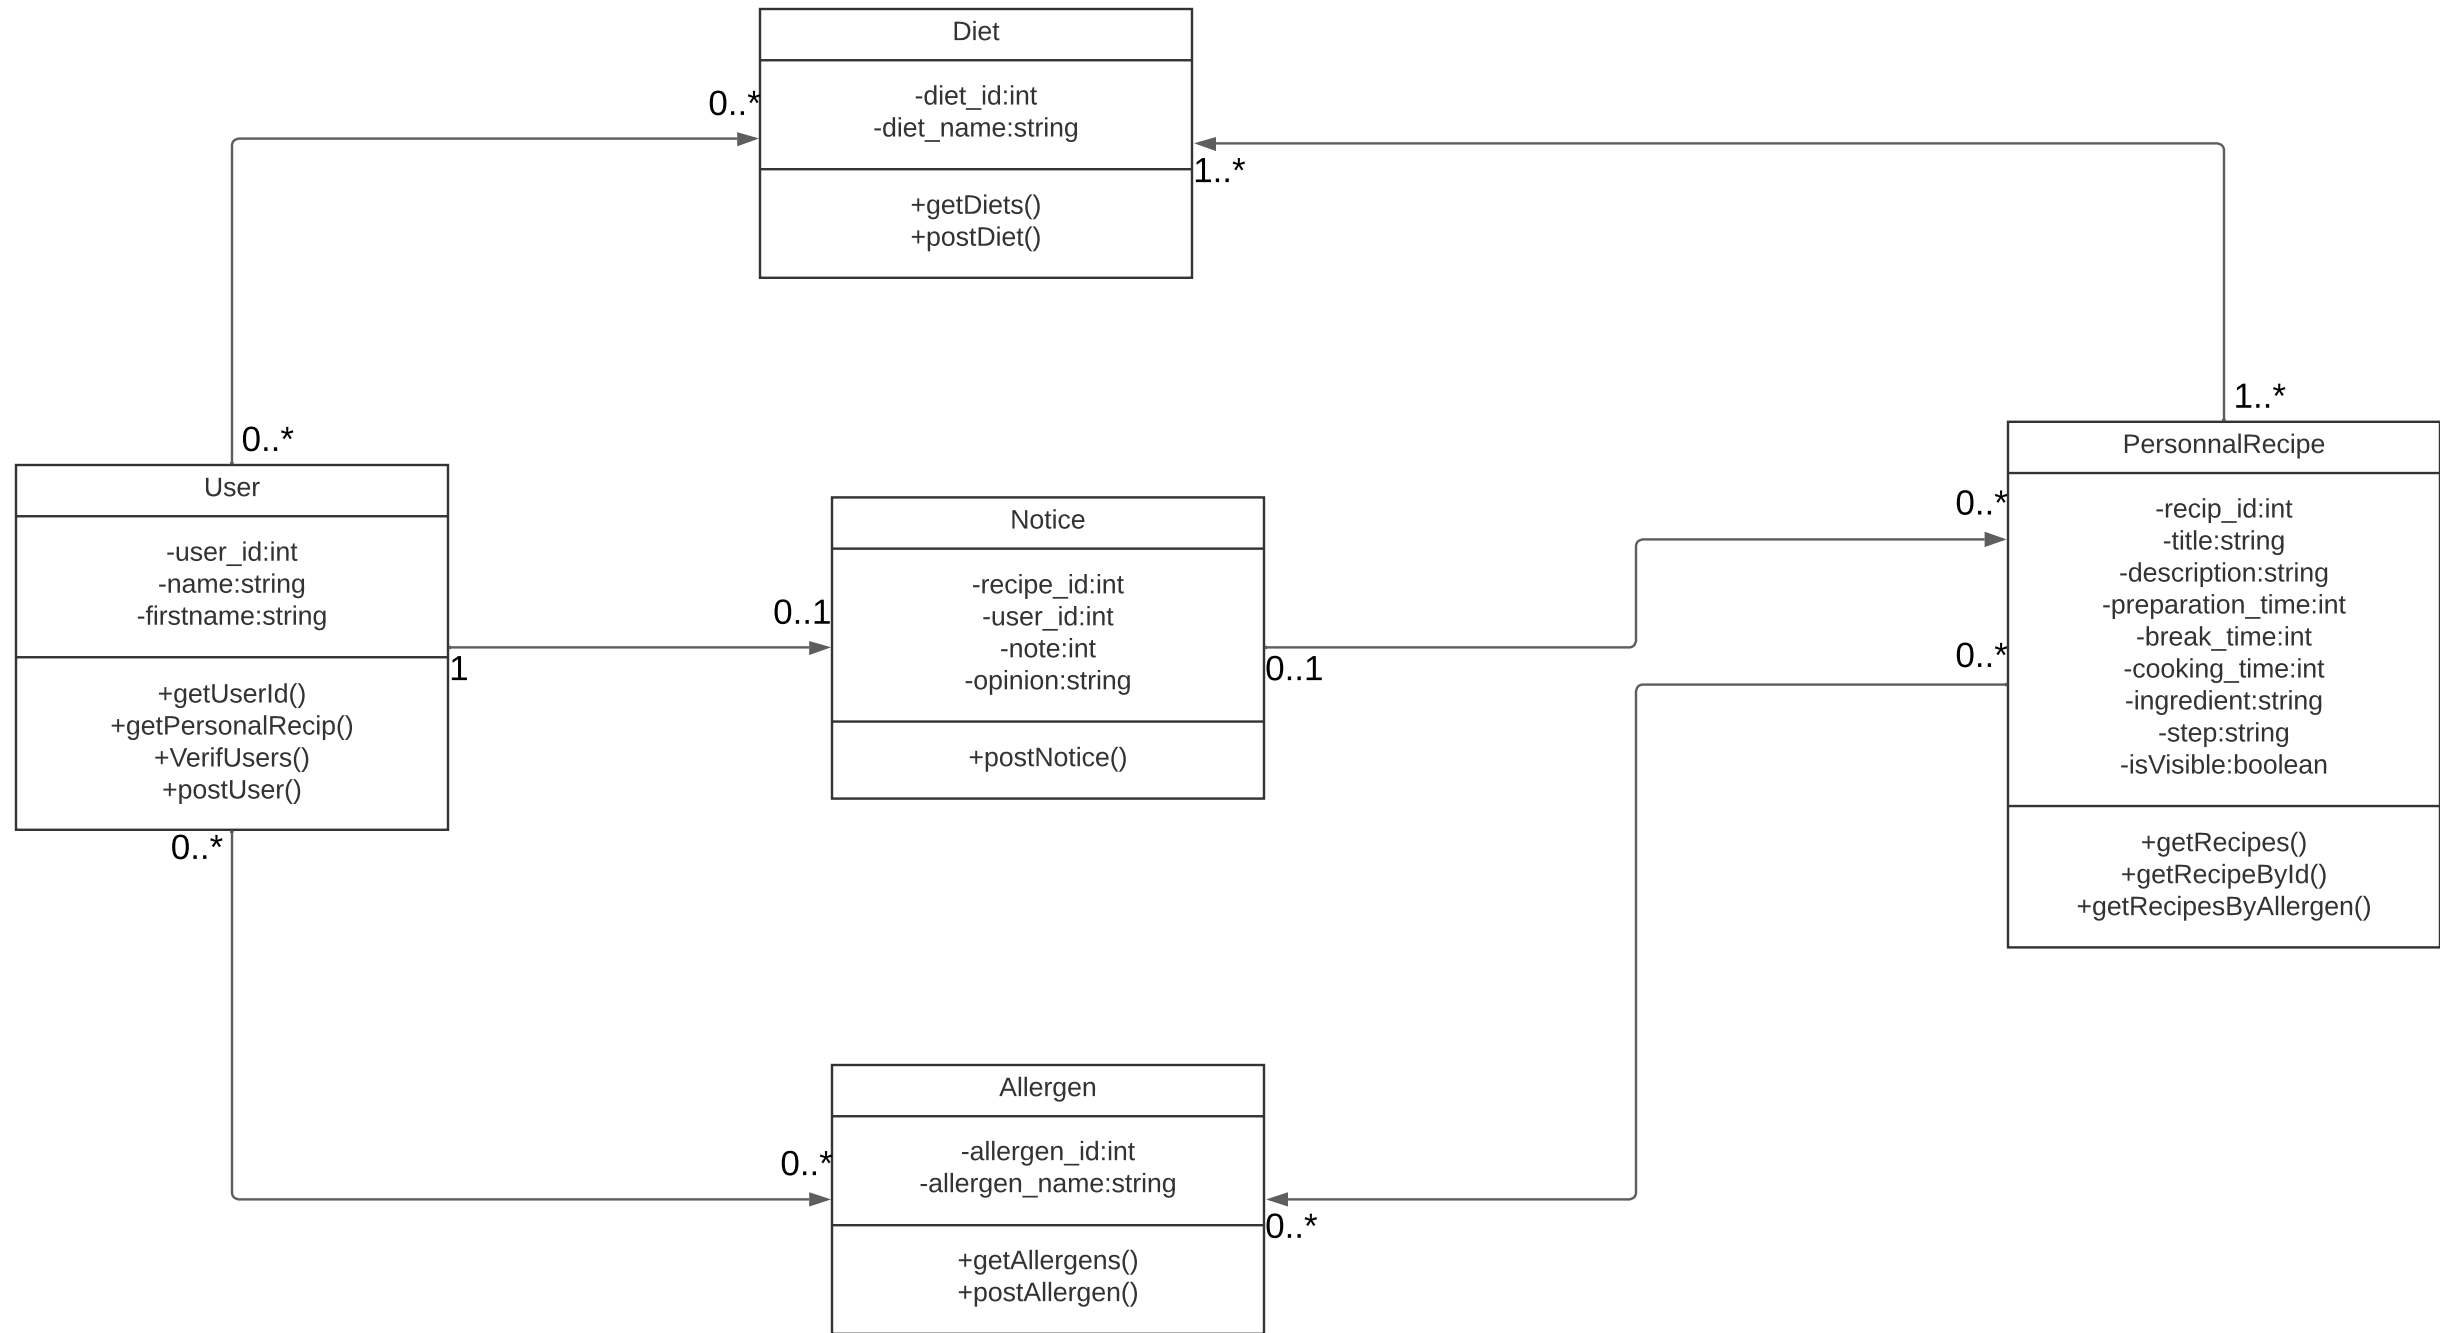 Diet
-diet_id:int
-diet_name:string
+getDiets()
+postDiet()
0..*
1..*
0..*
1..*
User
-user_id:int
-name:string
-firstname:string
+getUserId()
+getPersonalRecip()
+VerifUsers()
+postUser()
1
0..1
0..*
Notice
-recipe_id:int
-user_id:int
-note:int
-opinion:string
+postNotice()
0..1
0..*
0..*
PersonnalRecipe
-recip_id:int
-title:string
-description:string
-preparation_time:int
-break_time:int
-cooking_time:int
-ingredient:string
-step:string
-isVisible:boolean
+getRecipes()
+getRecipeById()
+getRecipesByAllergen()
Allergen
-allergen_id:int
-allergen_name:string
+getAllergens()
+postAllergen()
0..*
0..*